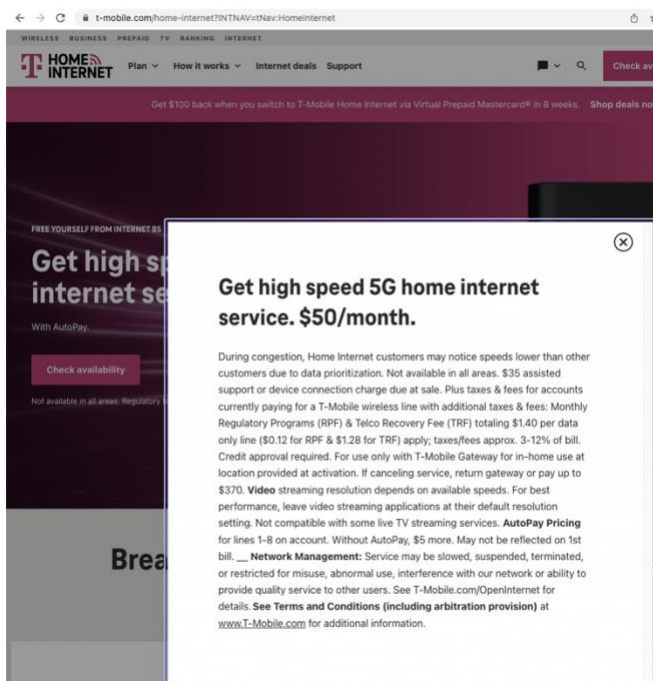 t-mobile.com/home-internet?INTNAV=tNav:HomeInternet
WIRELESS BUSINESS PREPAID TV BANKING INTERNET
T HOME INTERNET Plan How it works Internet deals Support Check av
Get $100 back when you switch to T-Mobile Home Internet via Virtual Prepaid Mastercard® in 8 weeks. Shop deals no
FREE YOURSELF FROM INTERNET BS
Get high sp
internet se
With AutoPay.
Check availability
Not available in all areas. Regulatory
Brea
Get high speed 5G home internet
service. $50/month.
During congestion, Home Internet customers may notice speeds lower than other
customers due to data prioritization. Not available in all areas. $35 assisted
support or device connection charge due at sale. Plus taxes & fees for accounts
currently paying for a T-Mobile wireless line with additional taxes & fees: Monthly
Regulatory Programs (RPF) & Telco Recovery Fee (TRF) totaling $1.40 per data
only line ($0.12 for RPF & $1.28 for TRF) apply; taxes/fees approx. 3-12% of bill.
Credit approval required. For use only with T-Mobile Gateway for in-home use at
location provided at activation. If canceling service, return gateway or pay up to
$370. Video streaming resolution depends on available speeds. For best
performance, leave video streaming applications at their default resolution
setting. Not compatible with some live TV streaming services. AutoPay Pricing
for lines 1-8 on account. Without AutoPay, $5 more. May not be reflected on 1st
bill. __ Network Management: Service may be slowed, suspended, terminated,
or restricted for misuse, abnormal use, interference with our network or ability to
provide quality service to other users. See T-Mobile.com/OpenInternet for
details. See Terms and Conditions (including arbitration provision) at
www.T-Mobile.com for additional information.